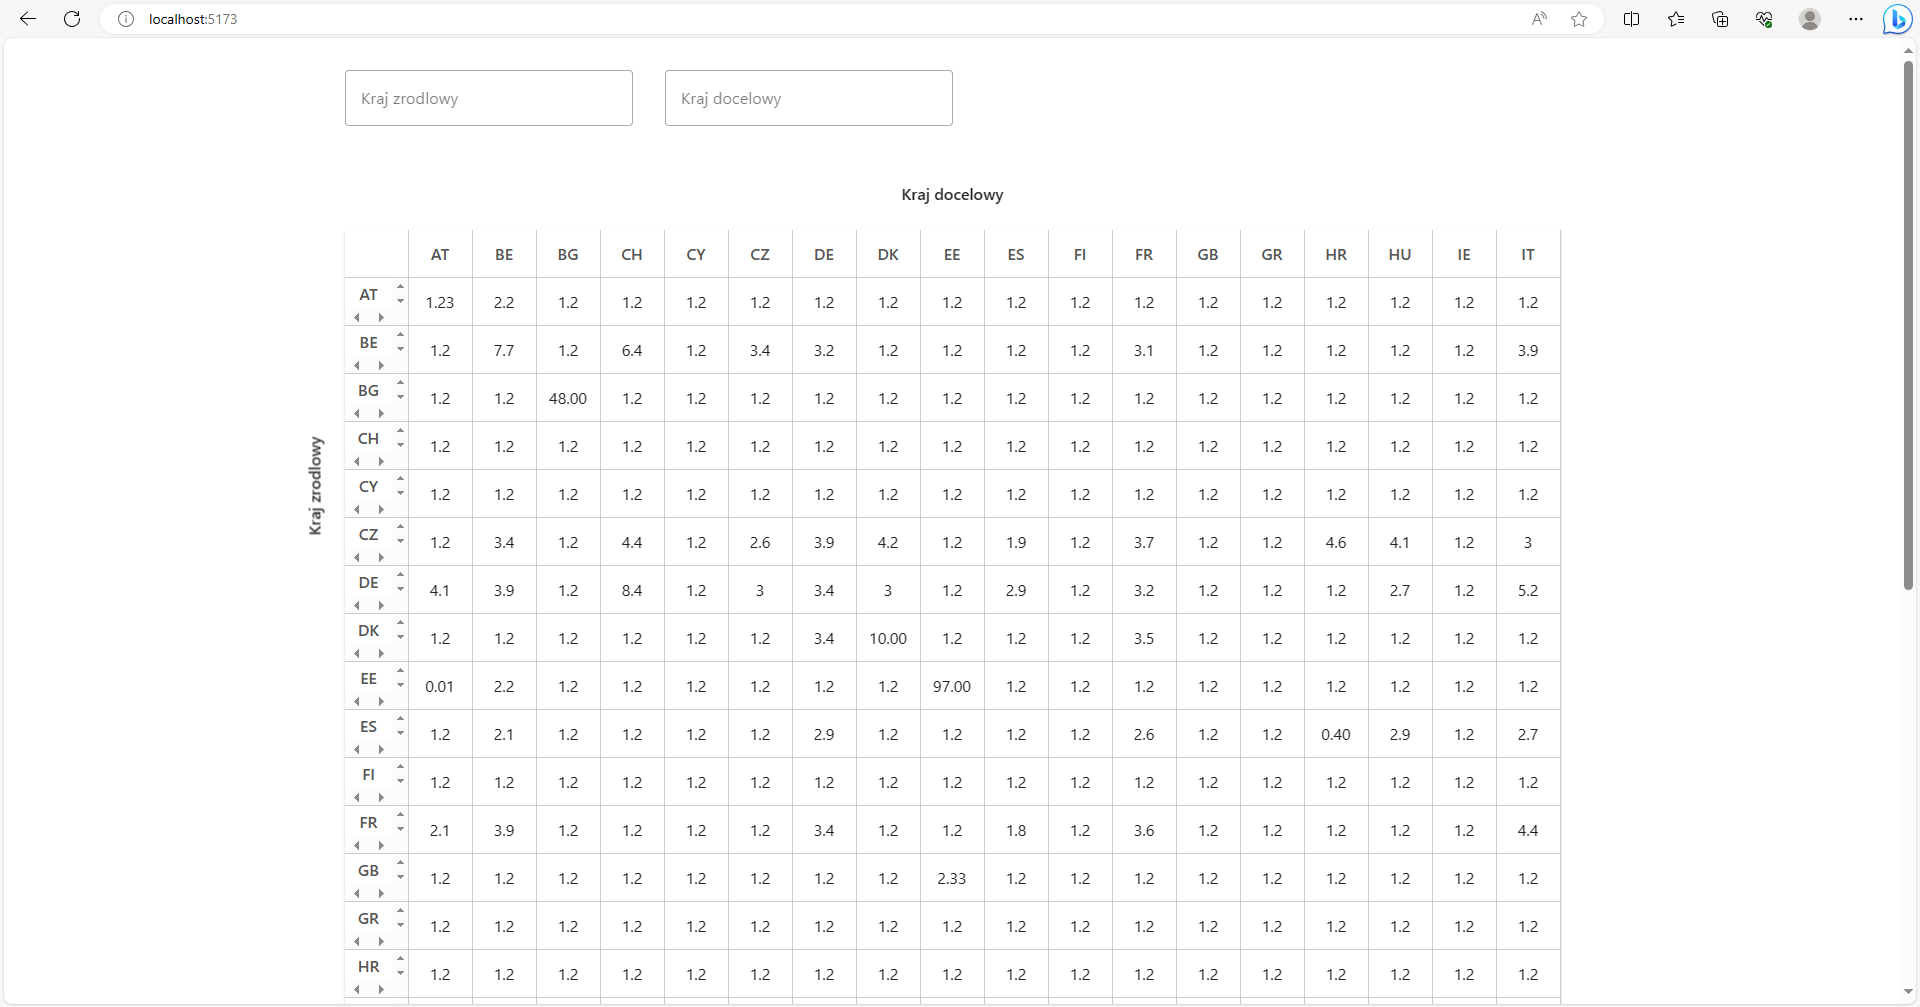 localhost:5173
Kraj zrodlowy Kraj docelowy
Kraj docelowy
AT BE BG CH CY CZ DE DK EE ES FI FR GB GR HR HU IE IT
AT 1.23 2.2 1.2 1.2 1.2 1.2 1.2 1.2 1.2 1.2 1.2 1.2 1.2 1.2 1.2 1.2 1.2 1.2
BE 1.2 7.7 1.2 6.4 1.2 3.4 3.2 1.2 1.2 1.2 1.2 3.1 1.2 1.2 1.2 1.2 1.2 3.9
BG 1.2 1.2 48.00 1.2 1.2 1.2 1.2 1.2 1.2 1.2 1.2 1.2 1.2 1.2 1.2 1.2 1.2 1.2
CH 1.2 1.2 1.2 1.2 1.2 1.2 1.2 1.2 1.2 1.2 1.2 1.2 1.2 1.2 1.2 1.2 1.2 1.2
Kraj zrodlowy
CY 1.2 1.2 1.2 1.2 1.2 1.2 1.2 1.2 1.2 1.2 1.2 1.2 1.2 1.2 1.2 1.2 1.2 1.2
CZ 1.2 3.4 1.2 4.4 1.2 2.6 3.9 4.2 1.2 1.9 1.2 3.7 1.2 1.2 4.6 4.1 1.2 3
DE 4.1 3.9 1.2 8.4 1.2 3 3.4 3 1.2 2.9 1.2 3.2 1.2 1.2 1.2 2.7 1.2 5.2
DK 1.2 1.2 1.2 1.2 1.2 1.2 3.4 10.00 1.2 1.2 1.2 3.5 1.2 1.2 1.2 1.2 1.2 1.2
EE 0.01 2.2 1.2 1.2 1.2 1.2 1.2 1.2 97.00 1.2 1.2 1.2 1.2 1.2 1.2 1.2 1.2 1.2
ES 1.2 2.1 1.2 1.2 1.2 1.2 2.9 1.2 1.2 1.2 1.2 2.6 1.2 1.2 0.40 2.9 1.2 2.7
FI 1.2 1.2 1.2 1.2 1.2 1.2 1.2 1.2 1.2 1.2 1.2 1.2 1.2 1.2 1.2 1.2 1.2 1.2
FR 2.1 3.9 1.2 1.2 1.2 1.2 3.4 1.2 1.2 1.8 1.2 3.6 1.2 1.2 1.2 1.2 1.2 4.4
GB 1.2 1.2 1.2 1.2 1.2 1.2 1.2 1.2 2.33 1.2 1.2 1.2 1.2 1.2 1.2 1.2 1.2 1.2
GR 1.2 1.2 1.2 1.2 1.2 1.2 1.2 1.2 1.2 1.2 1.2 1.2 1.2 1.2 1.2 1.2 1.2 1.2
HR 1.2 1.2 1.2 1.2 1.2 1.2 1.2 1.2 1.2 1.2 1.2 1.2 1.2 1.2 1.2 1.2 1.2 1.2